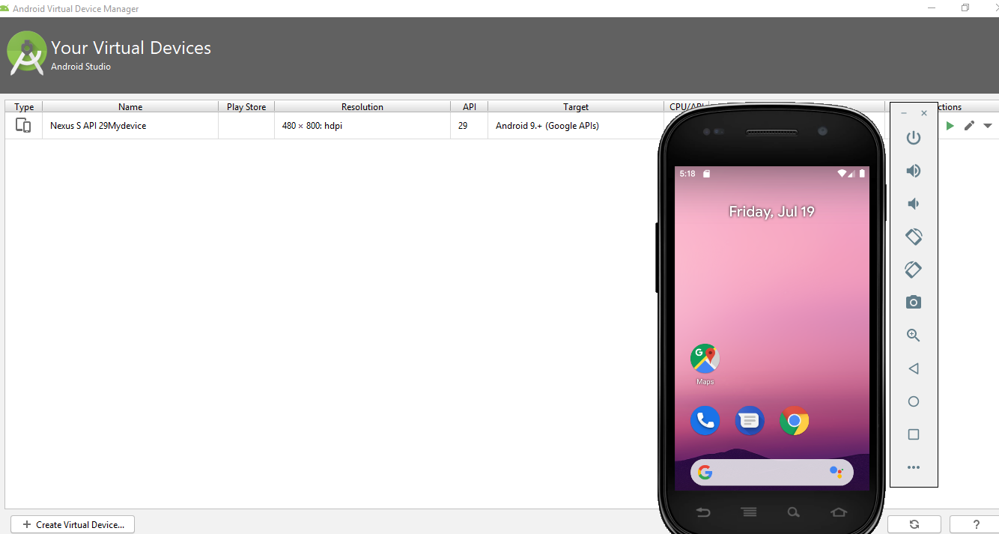 Android Virtual Device Manager
Your Virtual Devices
Android Studio
Type Name Play Store Resolution API Target CPU/ABI ctions
Nexus S API 29Mydevice 480 × 800: hdpi 29 Android 9.+ (Google APIs)
5:18
Friday, Jul 19
G
Maps
G
+ Create Virtual Device...
?